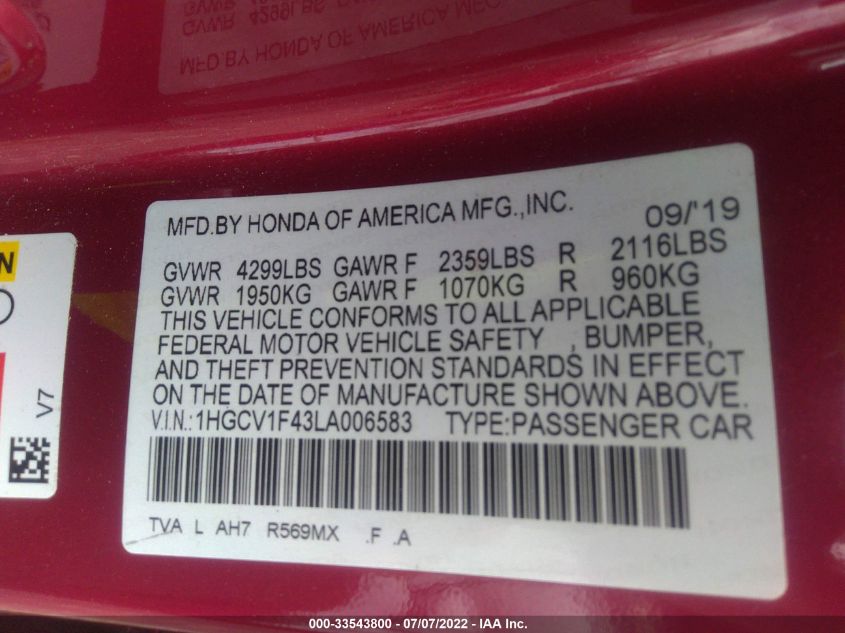 GVWR 4299LBS
MFD.BY HONDA OF AMERICA MFG
MFD.BY HONDA OF AMERICA MFG.,INC. 09/'19
GVWR 4299LBS GAWR F 2359LBS R 2116LBS
GVWR 1950KG GAWR F 1070KG R 960KG
THIS VEHICLE CONFORMS TO ALL APPLICABLE
FEDERAL MOTOR VEHICLE SAFETY , BUMPER,
AND THEFT PREVENTION STANDARDS IN EFFECT
ON THE DATE OF MANUFACTURE SHOWN ABOVE.
V.I.N.:1HGCV1F43LA006583 TYPE:PASSENGER CAR
TVA L AH7 R569MX .F .A
N
V7
000-33543800 - 07/07/2022 - IAA Inc.